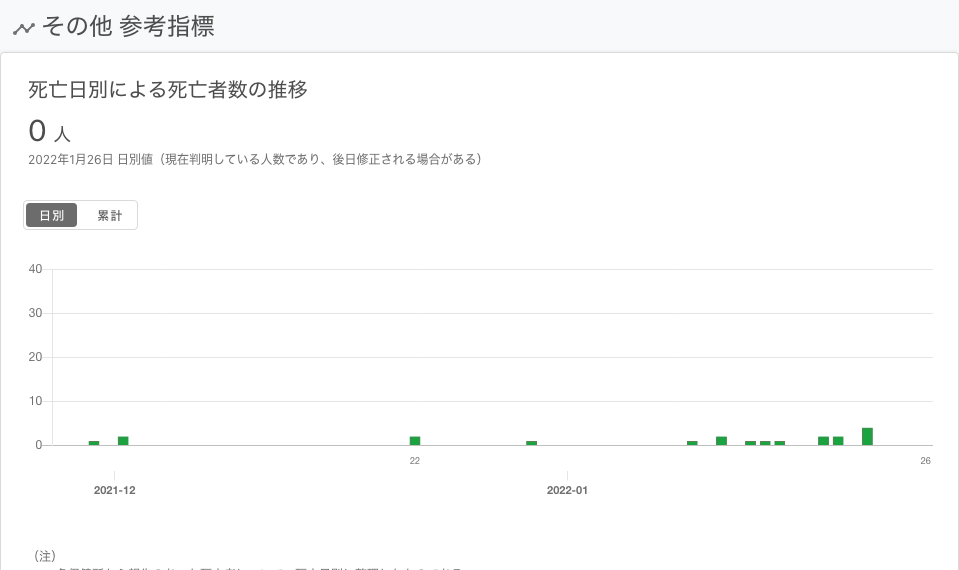 その他 参考指標
死亡日別による死亡者数の推移
0 人
2022年1月26日 日別値（現在判明している人数であり、後日修正される場合がある）
日別 累計
40
30
20
10
0
22 26
2021-12 2022-01
（注）